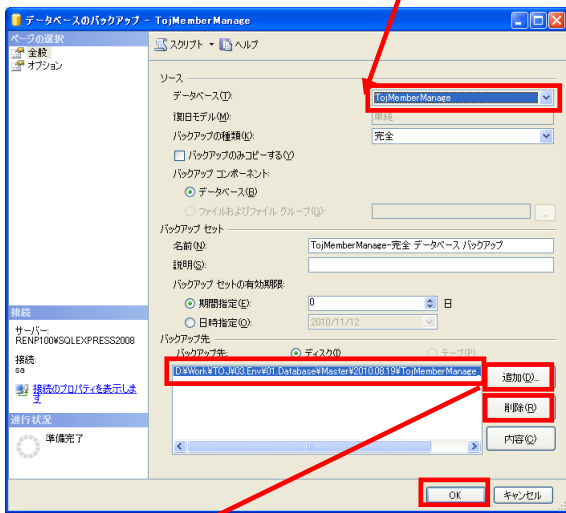 データベースのバックアップ - TojMemberManage
ページの選択
全般
オプション
スクリプト ヘルプ
ソース
データベース(T): TojMemberManage
復旧モデル(M): 単純
バックアップの種類(K): 完全
バックアップのみコピーする(Y)
バックアップ コンポーネント:
データベース(B)
ファイルおよびファイル グループ(G): ...
バックアップ セット
名前(N): TojMemberManage-完全 データベース バックアップ
説明(S):
バックアップ セットの有効期限:
期間指定(E): 0 日
日時指定(O): 2010/11/12
バックアップ先
バックアップ先: ディスク(I) テープ(P)
D:¥Work¥TOJ¥03.Env¥01.Database¥Master¥2010.08.19¥TojMemberManage
追加(D)...
削除(R)
内容(C)
接続
サーバー:
RENP100¥SQLEXPRESS2008
接続:
sa
接続のプロパティを表示しま
す
進行状況
準備完了
OK キャンセル